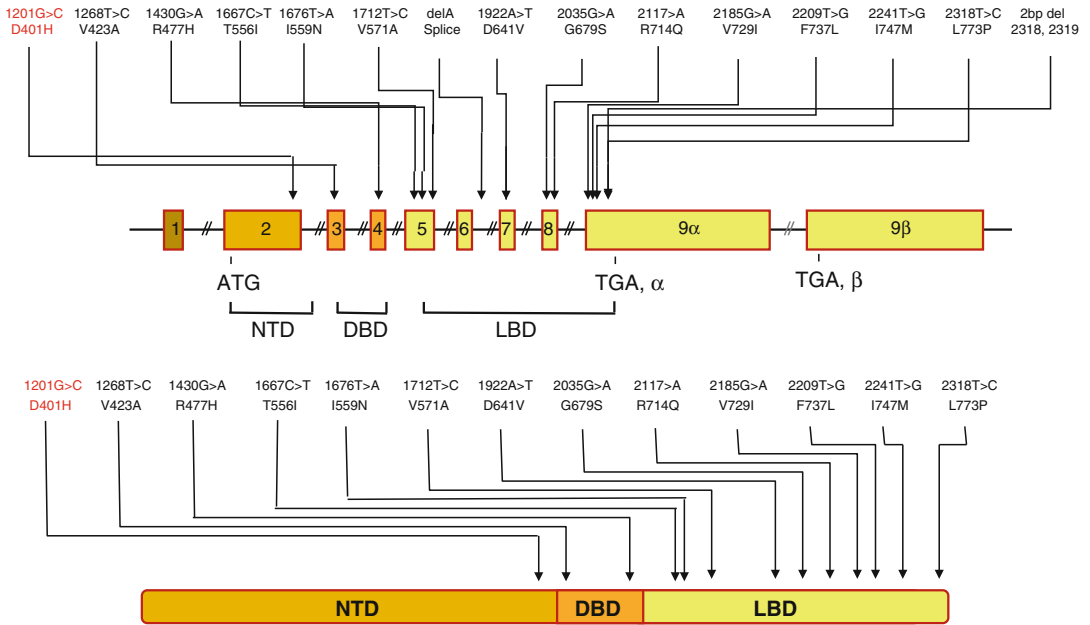 1201G>C 1268T>C 1430G>A 1667C>T 1676T>A 1712T>C delA 1922A>T 2035G>A 2117>A 2185G>A 2209T>G 2241T>G 2318T>C 2bp del
D401H V423A R477H T556I I559N V571A Splice D641V G679S R714Q V729I F737L I747M L773P 2318, 2319
1 // 2 // 3 // 4 // 5 // 6 // 7 // 8 // 9α // 9β
ATG TGA, α TGA, β
NTD DBD LBD
1201G>C 1268T>C 1430G>A 1667C>T 1676T>A 1712T>C 1922A>T 2035G>A 2117>A 2185G>A 2209T>G 2241T>G 2318T>C
D401H V423A R477H T556I I559N V571A D641V G679S R714Q V729I F737L I747M L773P
NTD DBD LBD